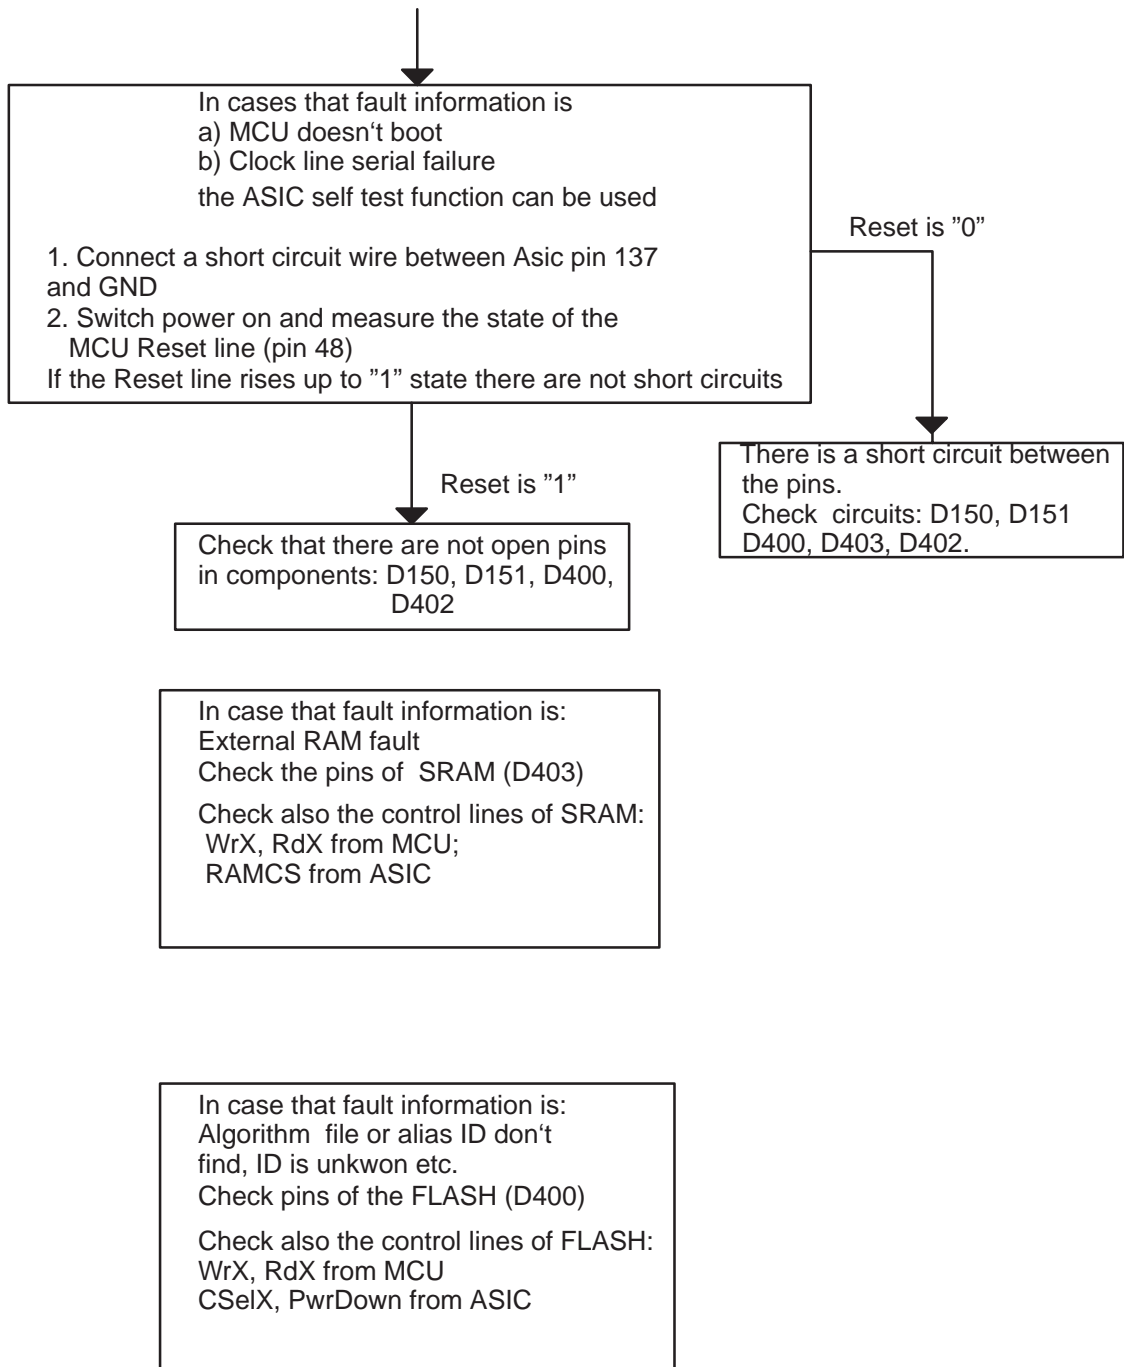 In cases that fault information is
a) MCU doesn‘t boot
b) Clock line serial failure
the ASIC self test function can be used
1. Connect a short circuit wire between Asic pin 137
and GND
2. Switch power on and measure the state of the
MCU Reset line (pin 48)
If the Reset line rises up to ”1” state there are not short circuits
Reset is ”0”
There is a short circuit between
the pins.
Check circuits: D150, D151
D400, D403, D402.
Reset is ”1”
Check that there are not open pins
in components: D150, D151, D400,
D402
In case that fault information is:
External RAM fault
Check the pins of SRAM (D403)
Check also the control lines of SRAM:
WrX, RdX from MCU;
RAMCS from ASIC
In case that fault information is:
Algorithm file or alias ID don‘t
find, ID is unkwon etc.
Check pins of the FLASH (D400)
Check also the control lines of FLASH:
WrX, RdX from MCU
CSelX, PwrDown from ASIC